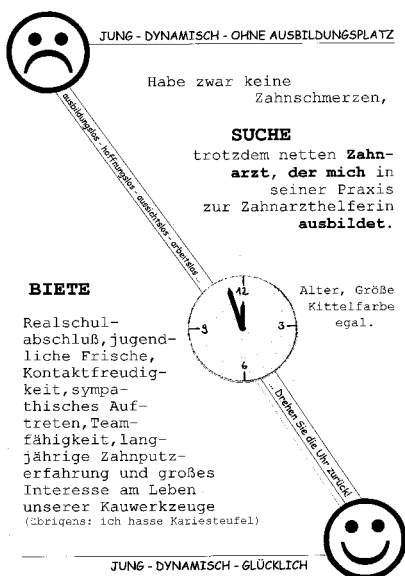 JUNG - DYNAMISCH - OHNE AUSBILDUNGSPLATZ
Habe zwar keine
Zahnschmerzen,
SUCHE
trotzdem netten Zahn-
arzt, der mich in
seiner Praxis
zur Zahnarzthelferin
ausbildet.
ausbildungslos - hoffnungslos - aussichtslos - arbeitslos ...
12
3
6
9
Alter, Größe
Kittelfarbe
egal.
BIETE
Realschul-
abschluß,jugend-
liche Frische,
Kontaktfreudig-
keit,sympa-
thisches Auf-
treten,Team-
fähigkeit,lang-
jährige Zahnputz-
erfahrung und großes
Interesse am Leben
unserer Kauwerkzeuge
(übrigens: ich hasse Kariesteufel)
... Drehen Sie die Uhr zurück!
JUNG - DYNAMISCH - GLÜCKLICH